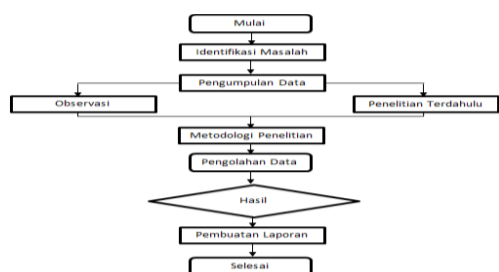 Mulai
Identifikasi Masalah
Pengumpulan Data
Observasi
Penelitian Terdahulu
Metodologi Penelitian
Pengolahan Data
Hasil
Pembuatan Laporan
Selesai